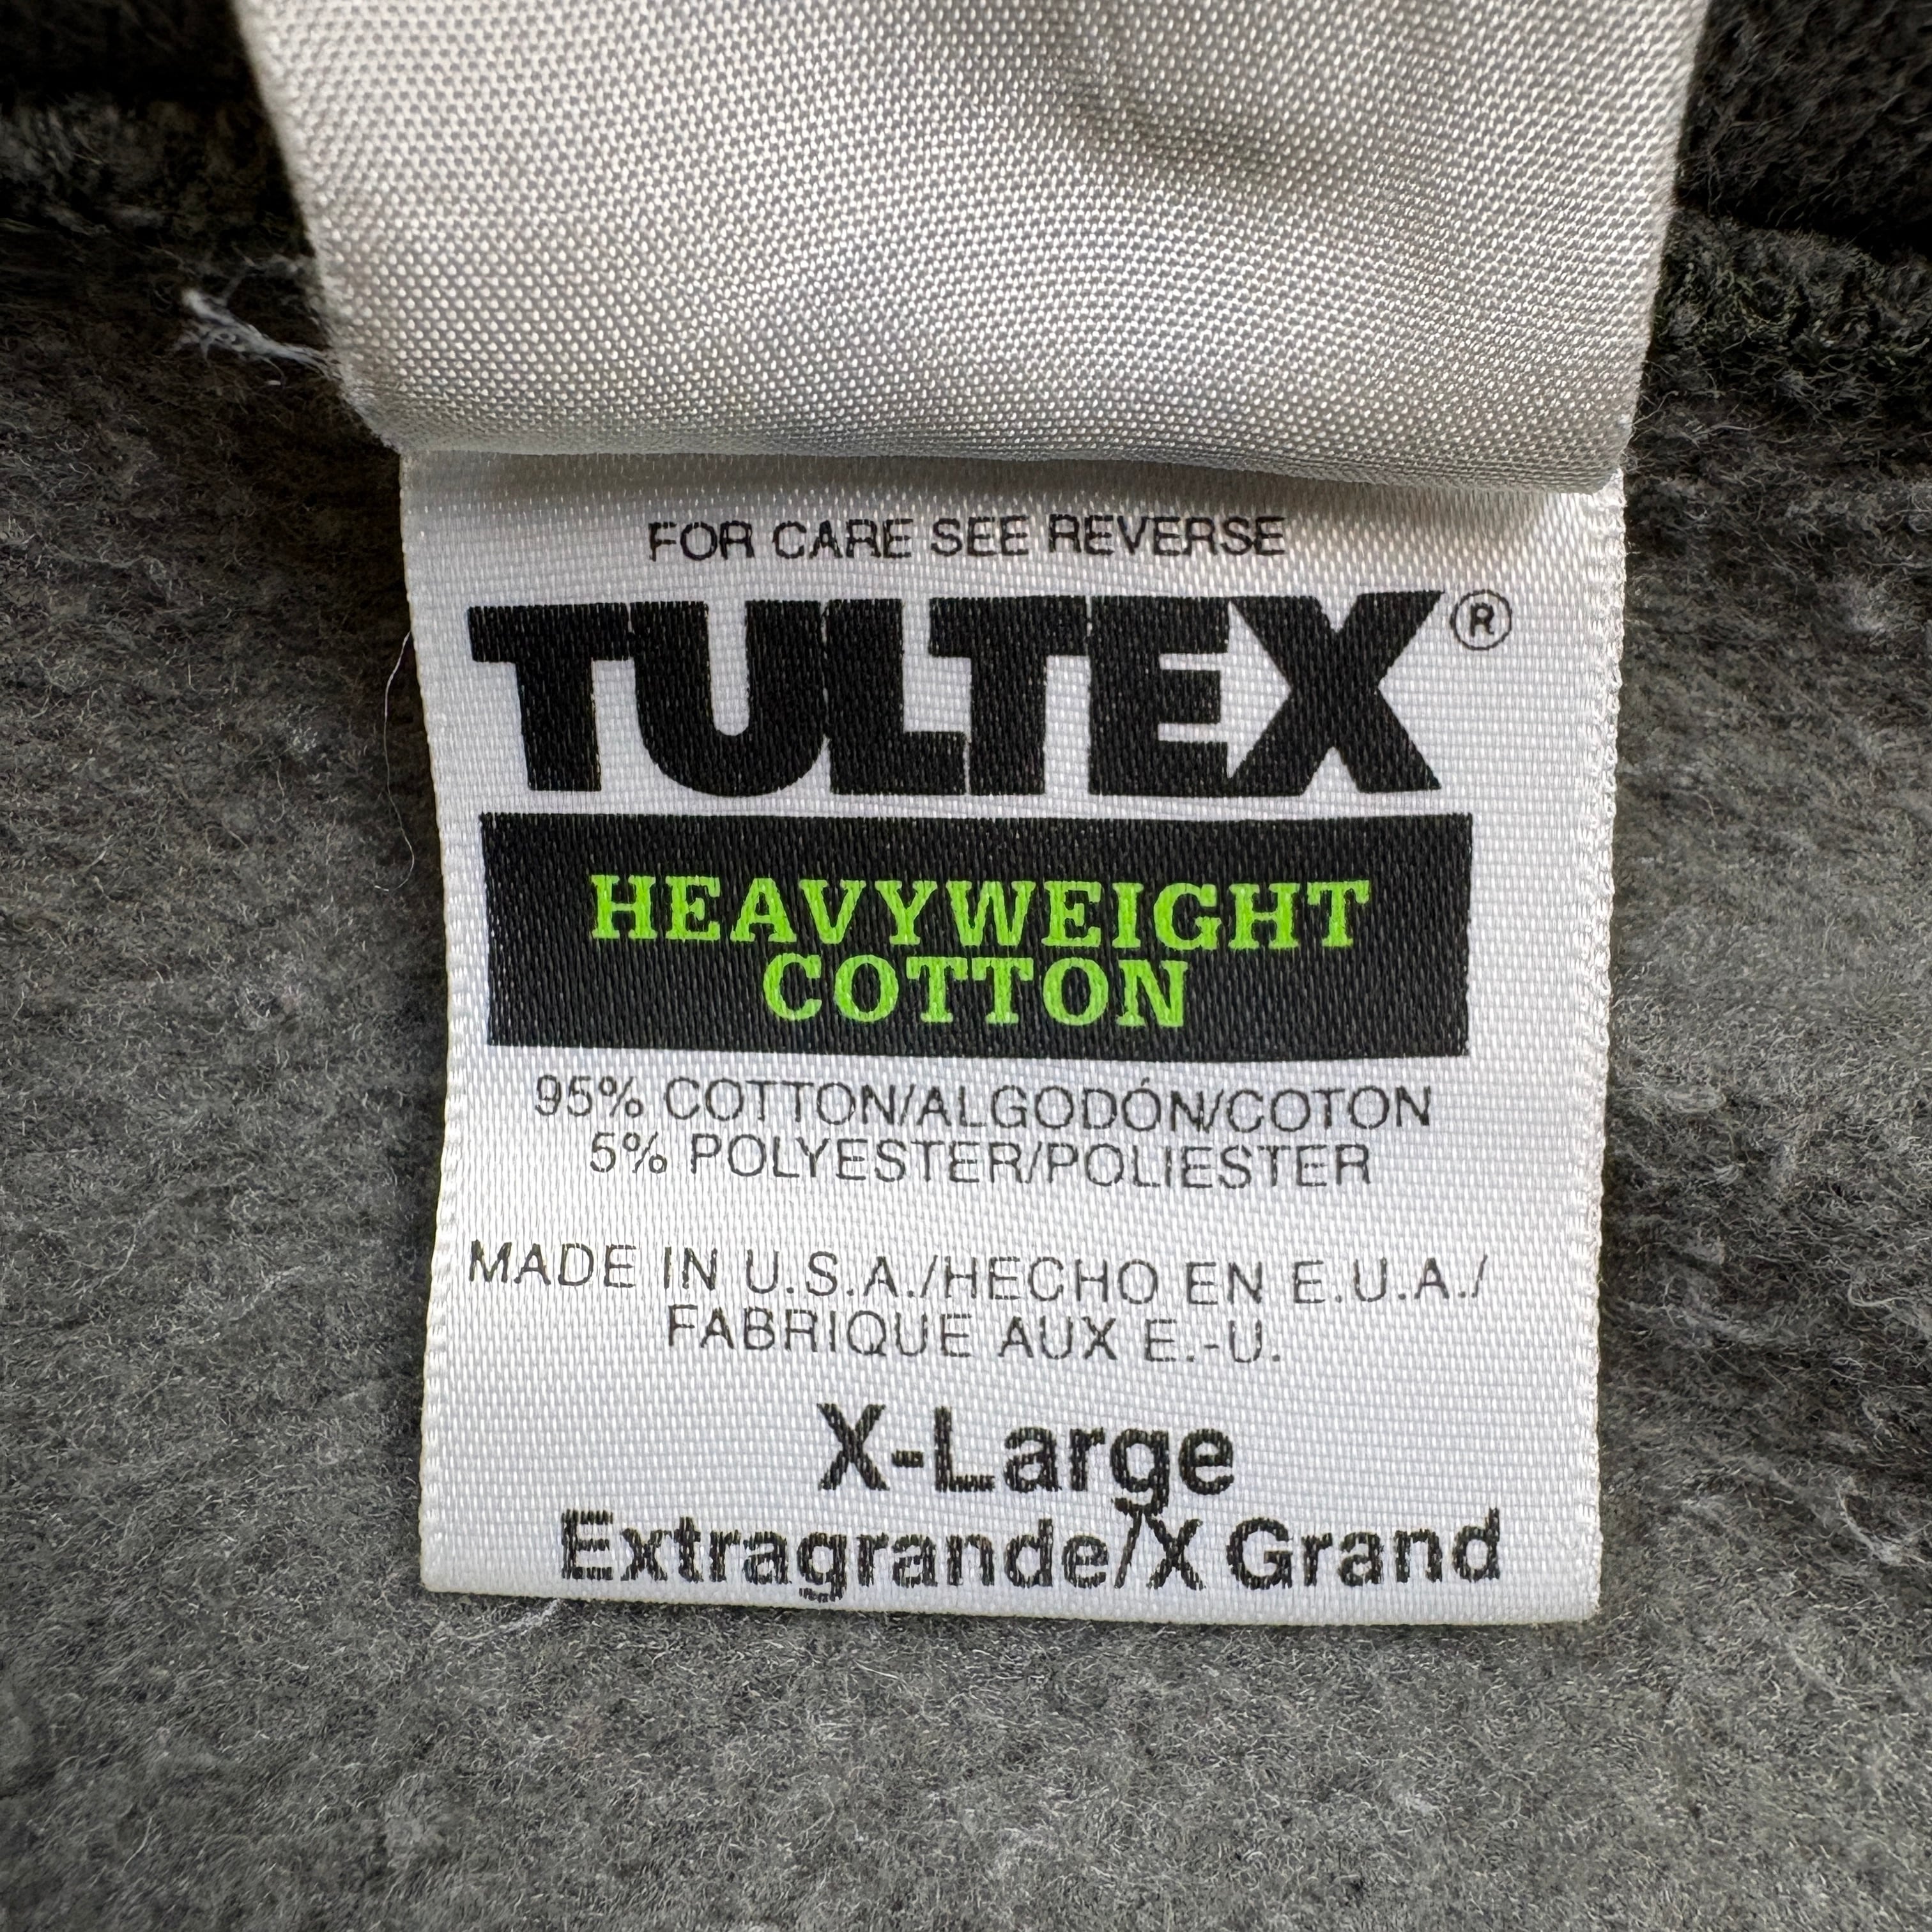 FOR CARE SEE REVERSE
TULTEX®
HEAVYWEIGHT
COTTON
95% COTTON/ALGODÓN/COTON
5% POLYESTER/POLIESTER
MADE IN U.S.A./HECHO EN E.U.A./
FABRIQUE AUX E.-U.
X-Large
Extragrande/X Grand